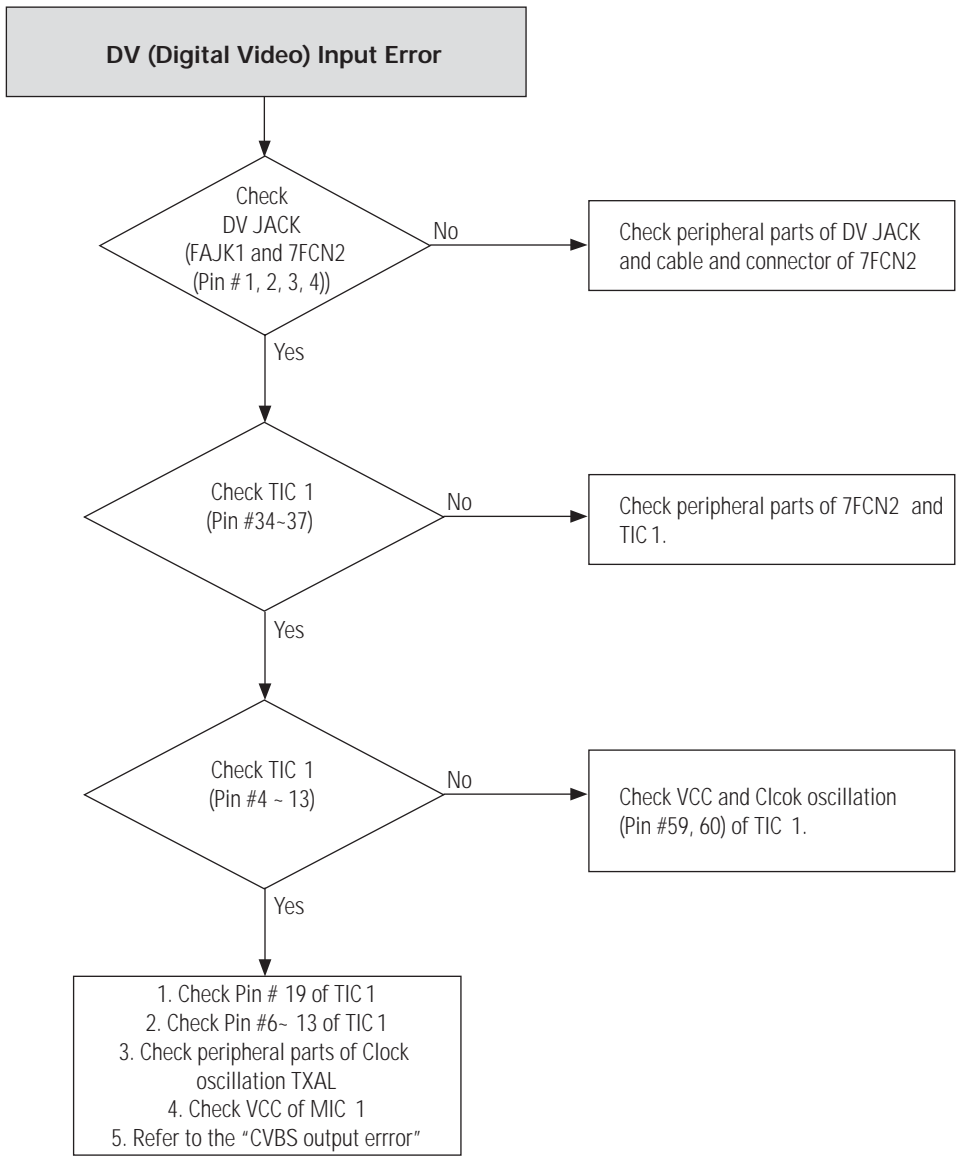 DV (Digital Video) Input Error
Check
DV JACK
(FAJK1 and 7FCN2
(Pin # 1, 2, 3, 4))
No
Check peripheral parts of DV JACK
and cable and connector of 7FCN2
Yes
Check TIC 1
(Pin #34~37)
No
Check peripheral parts of 7FCN2 and
TIC 1.
Yes
Check TIC 1
(Pin #4 ~ 13)
No
Check VCC and Clcok oscillation
(Pin #59, 60) of TIC 1.
Yes
1. Check Pin # 19 of TIC 1
2. Check Pin #6~ 13 of TIC 1
3. Check peripheral parts of Clock
oscillation TXAL
4. Check VCC of MIC 1
5. Refer to the “CVBS output errror”